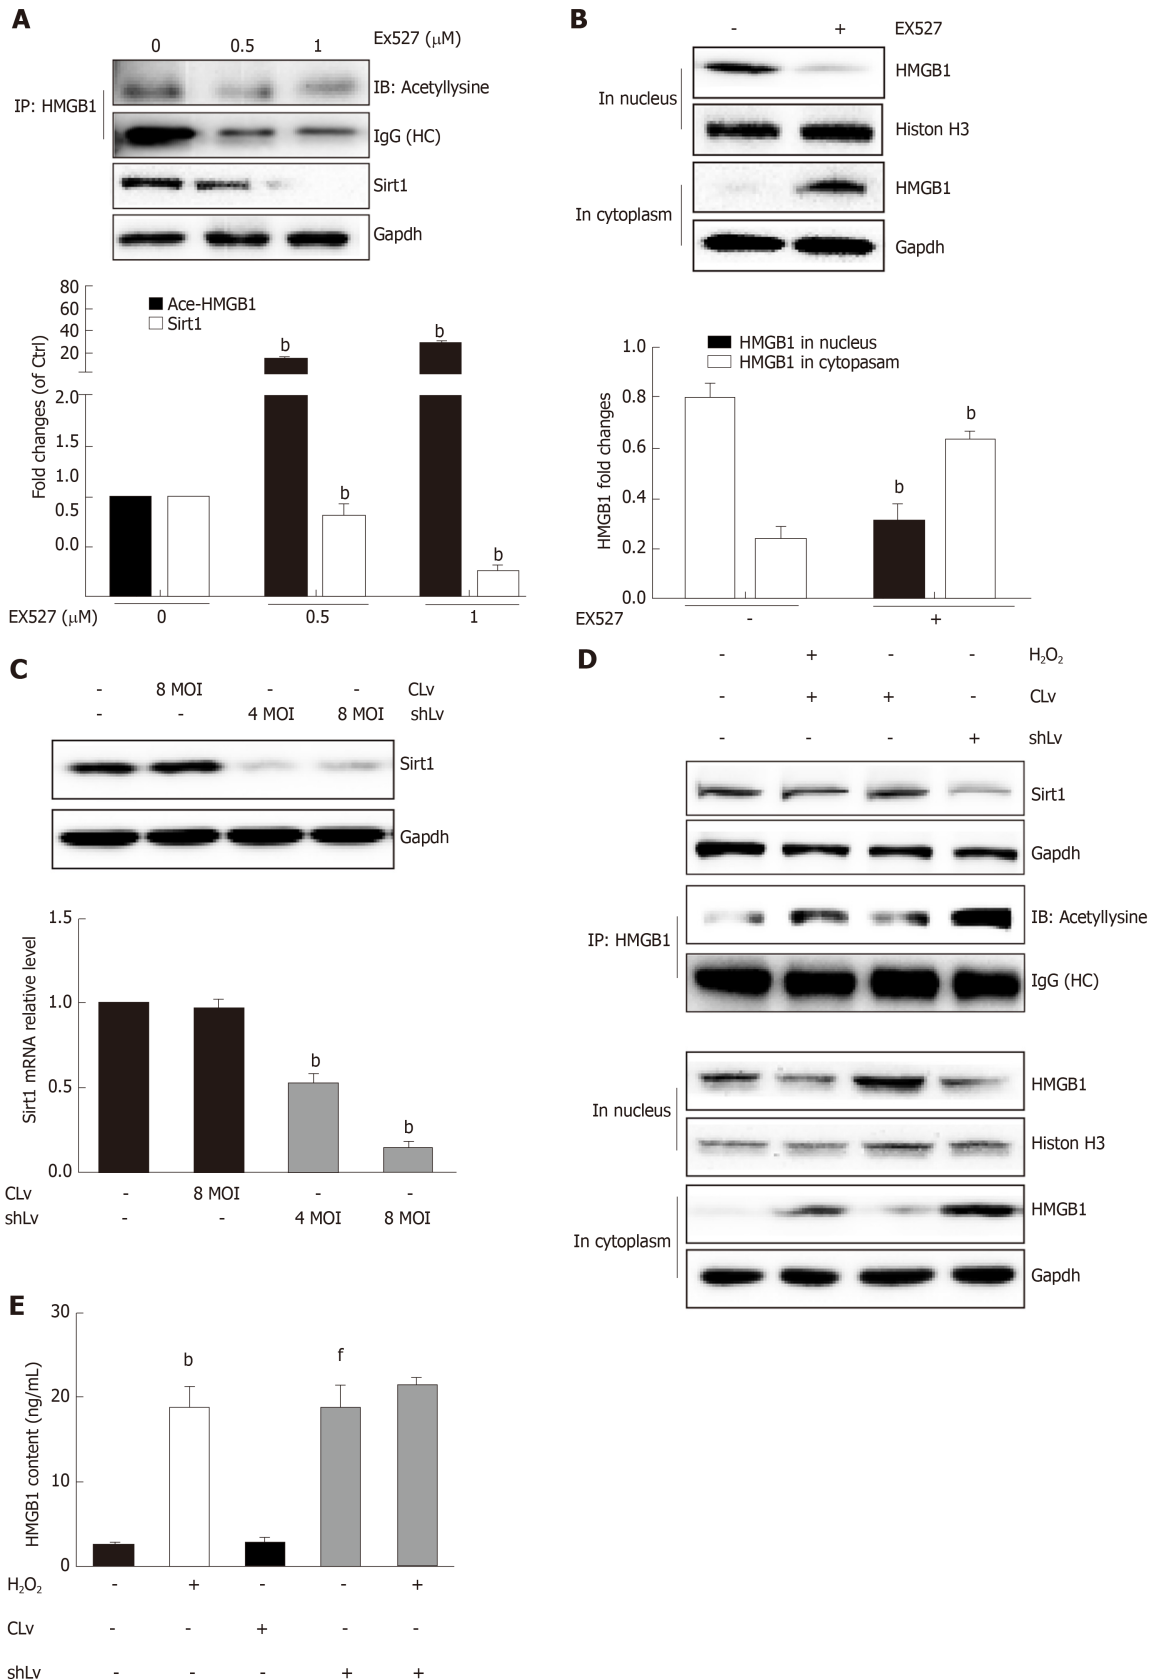 A
0 0.5 1 Ex527 (μM)
IP: HMGB1
IB: Acetyllysine
IgG (HC)
Sirt1
Gapdh
Fold changes (of Ctrl)
80
60
40
20
2.0
1.5
1.0
0.5
0.0
Ace-HMGB1
Sirt1
b
b
b
b
EX527 (μM) 0 0.5 1
B
- + EX527
In nucleus
HMGB1
Histon H3
In cytoplasm
HMGB1
Gapdh
HMGB1 fold changes
1.0
0.8
0.6
0.4
0.2
0.0
HMGB1 in nucleus
HMGB1 in cytopasam
b
b
EX527 - +
C
- 8 MOI - - CLv
- - 4 MOI 8 MOI shLv
Sirt1
Gapdh
Sirt1 mRNA relative level
1.5
1.0
0.5
0.0
b
b
CLv - 8 MOI - -
shLv - - 4 MOI 8 MOI
D
- + - - H₂O₂
- + + - CLv
- - - + shLv
Sirt1
Gapdh
IP: HMGB1
IB: Acetyllysine
IgG (HC)
In nucleus
HMGB1
Histon H3
In cytoplasm
HMGB1
Gapdh
E
HMGB1 content (ng/mL)
30
20
10
0
b
f
H₂O₂ - + - - +
CLv - - + - -
shLv - - - + +